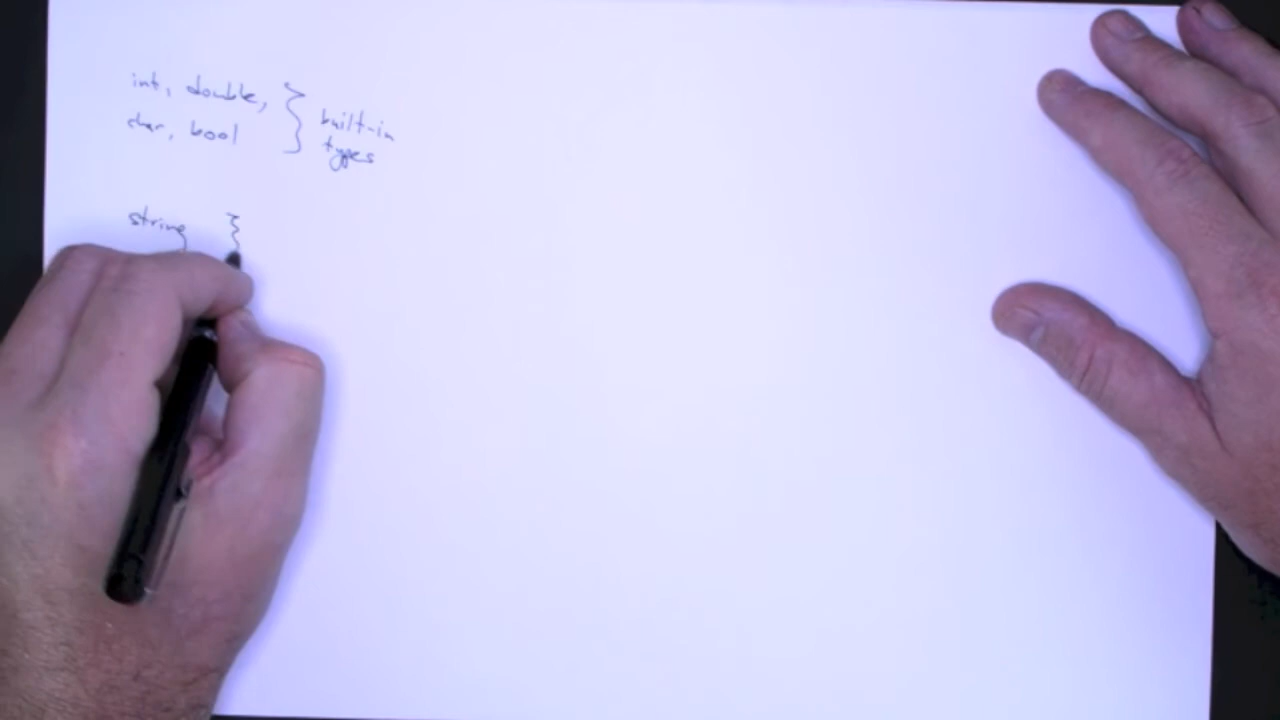 int, double,
char, bool
built-in
types
string